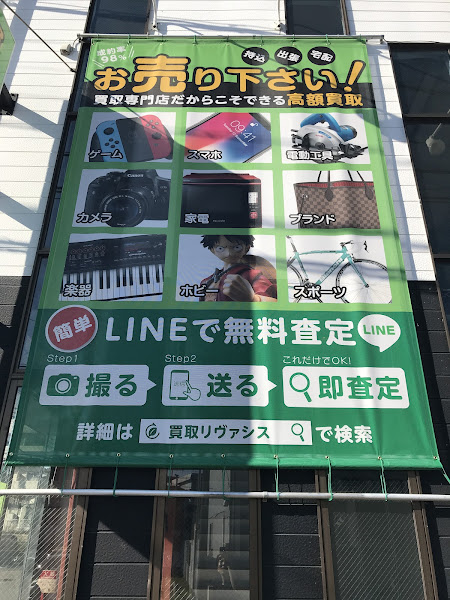 成約率
98%
持込 出張 宅配
お売り下さい!
買取専門店だからこそできる高額買取
ゲーム
09:41
スマホ
電動工具
Canon
カメラ
家電
ブランド
楽器
ホビー
スポーツ
簡単 LINEで無料査定 LINE
Step1 Step2 これだけでOK!
撮る 送る 即査定
詳細は 買取リヴァシス で検索